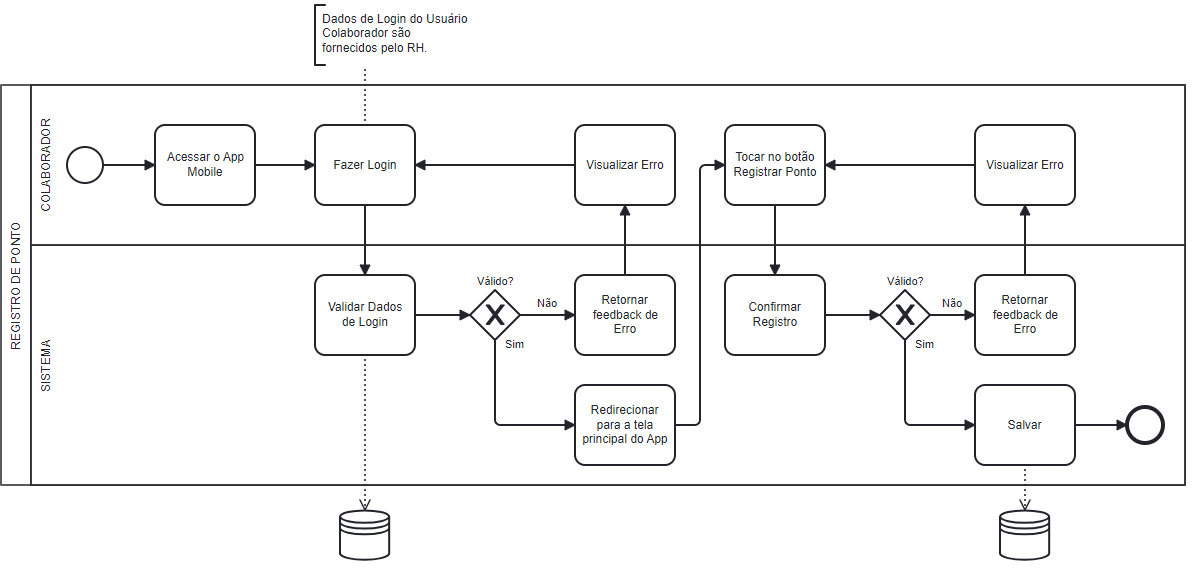 Dados de Login do Usuário
Colaborador são
fornecidos pelo RH.
REGISTRO DE PONTO
COLABORADOR
Acessar o App
Mobile
Fazer Login
Visualizar Erro
Tocar no botão
Registrar Ponto
Visualizar Erro
SISTEMA
Validar Dados
de Login
Válido?
Não
Sim
Retornar
feedback de
Erro
Redirecionar
para a tela
principal do App
Confirmar
Registro
Válido?
Não
Sim
Retornar
feedback de
Erro
Salvar